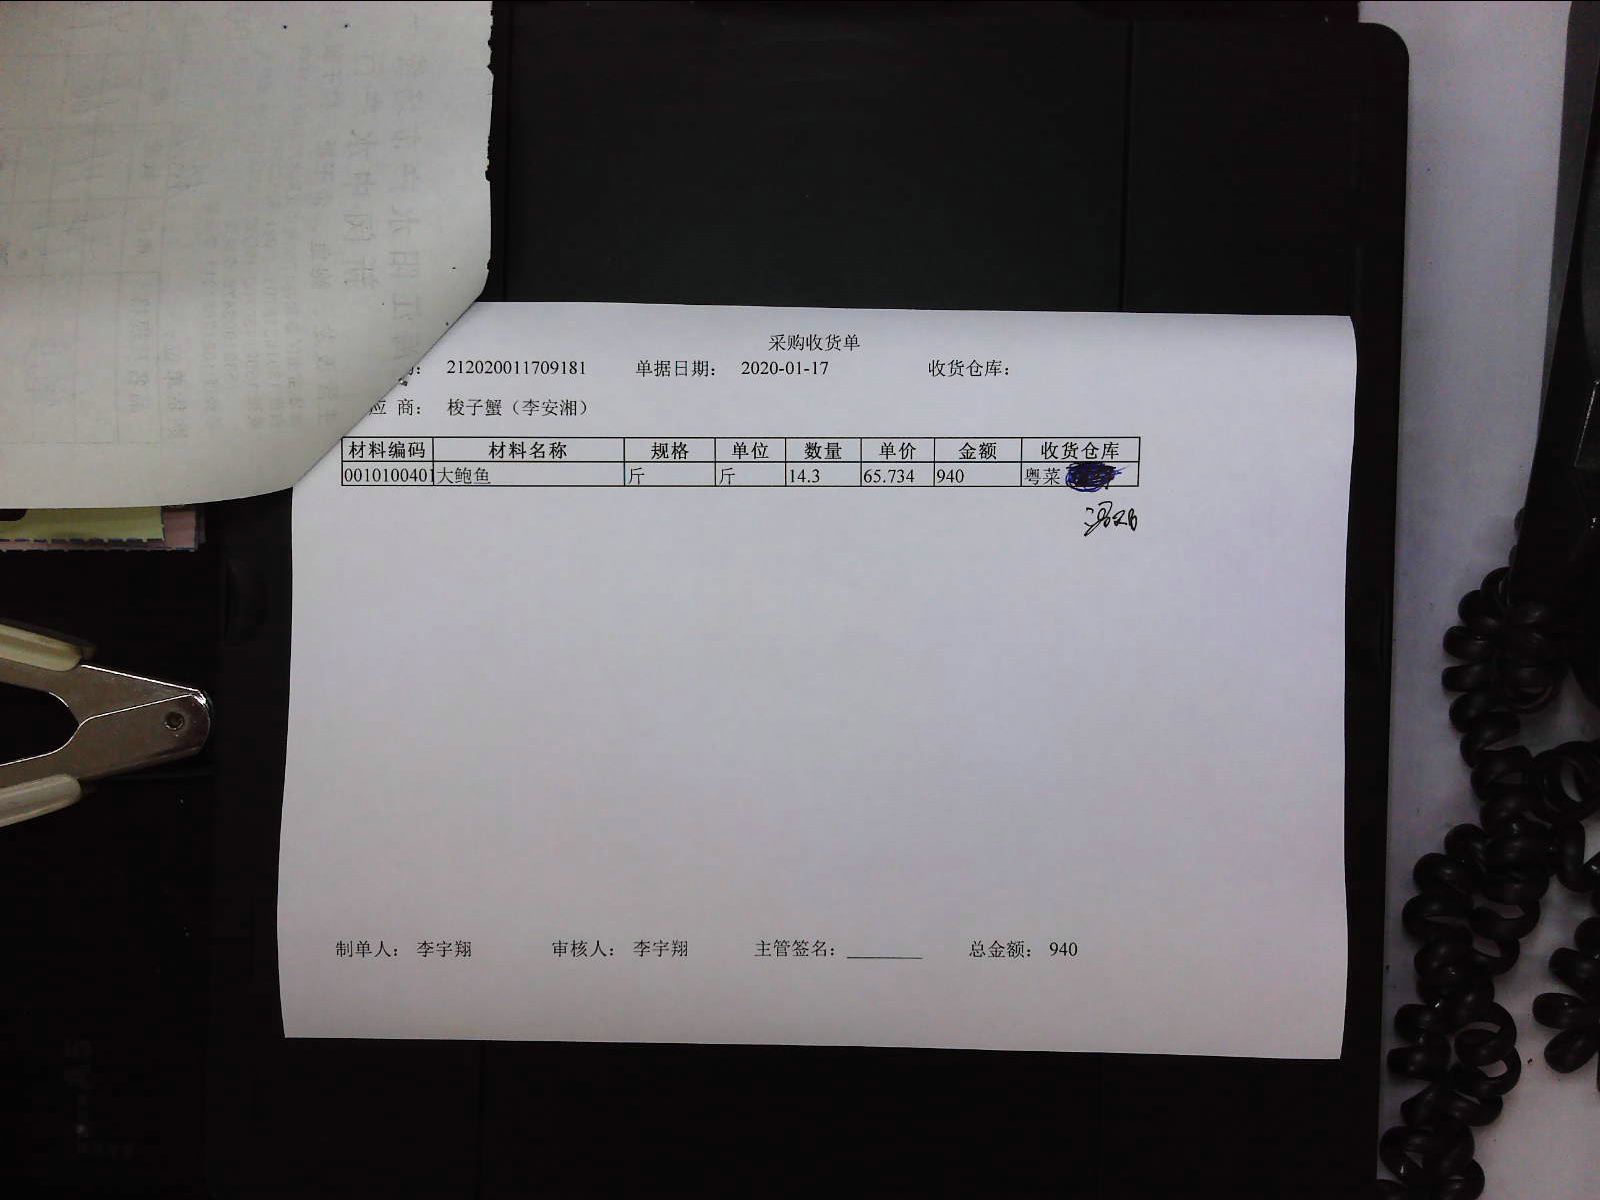 采购收货单
212020011709181 单据日期： 2020-01-17 收货仓库：
应 商： 梭子蟹（李安湘）
材料编码 材料名称 规格 单位 数量 单价 金额 收货仓库
0010100401 大鲍鱼 斤 斤 14.3 65.734 940 粤菜
制单人： 李宇翔 审核人： 李宇翔 主管签名： 总金额： 940